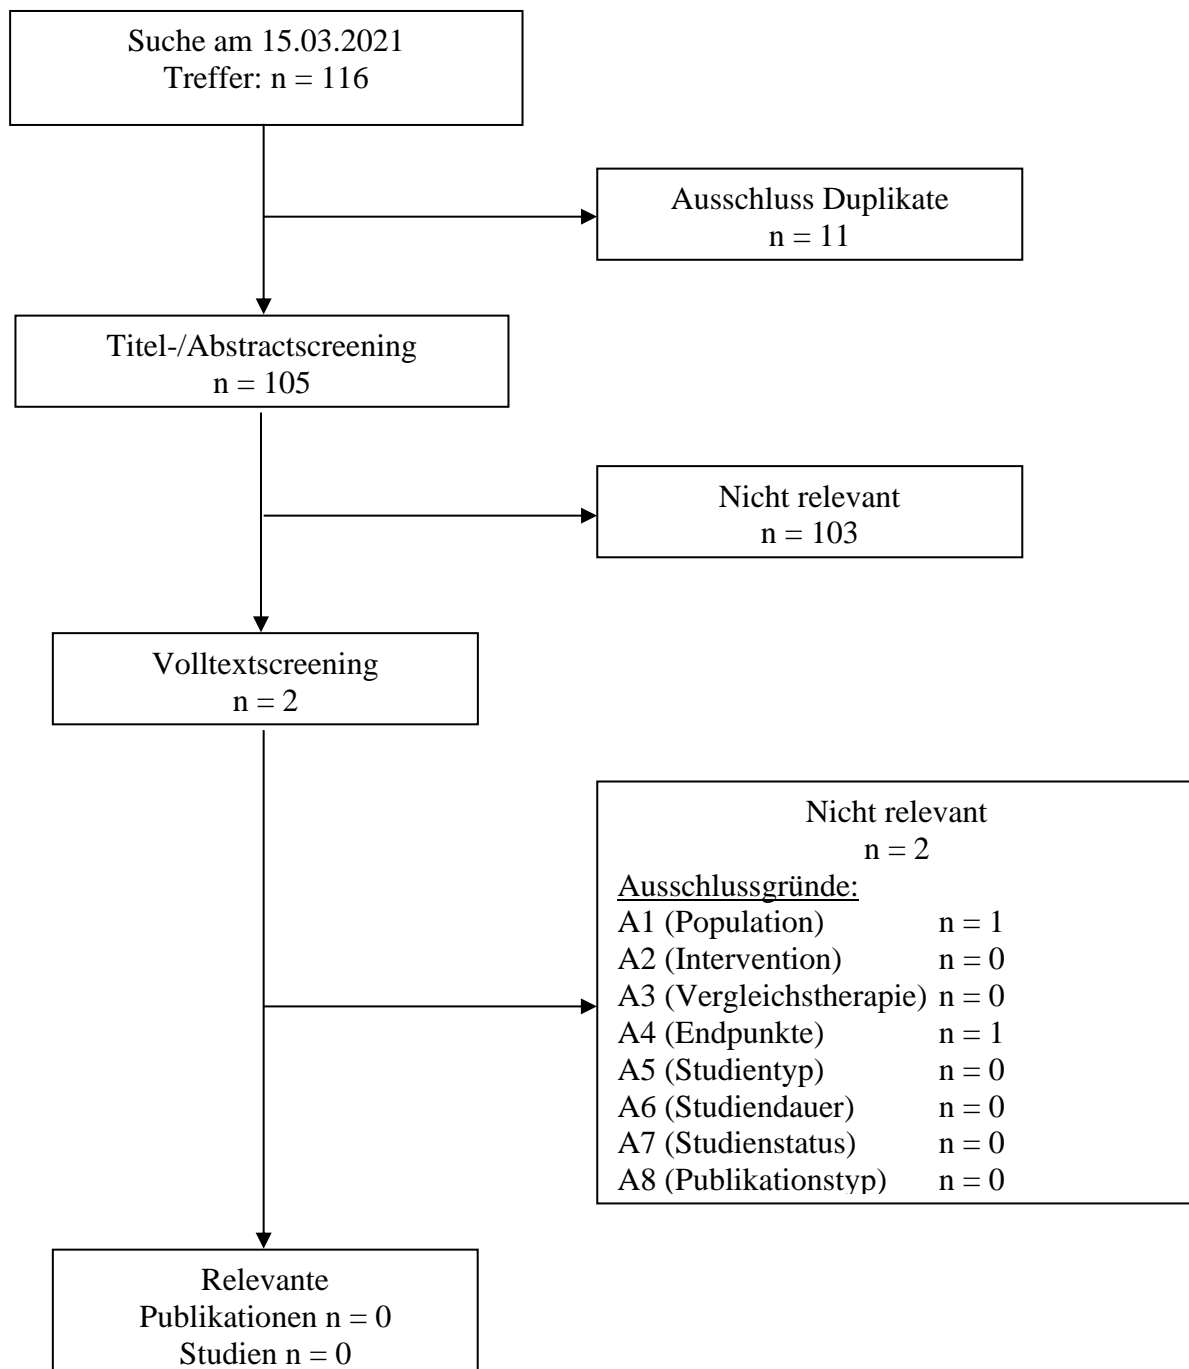 Suche am 15.03.2021
Treffer: n = 116
Ausschluss Duplikate
n = 11
Titel-/Abstractscreening
n = 105
Nicht relevant
n = 103
Volltextscreening
n = 2
Nicht relevant
n = 2
Ausschlussgründe:
A1 (Population) n = 1
A2 (Intervention) n = 0
A3 (Vergleichstherapie) n = 0
A4 (Endpunkte) n = 1
A5 (Studientyp) n = 0
A6 (Studiendauer) n = 0
A7 (Studienstatus) n = 0
A8 (Publikationstyp) n = 0
Relevante
Publikationen n = 0
Studien n = 0